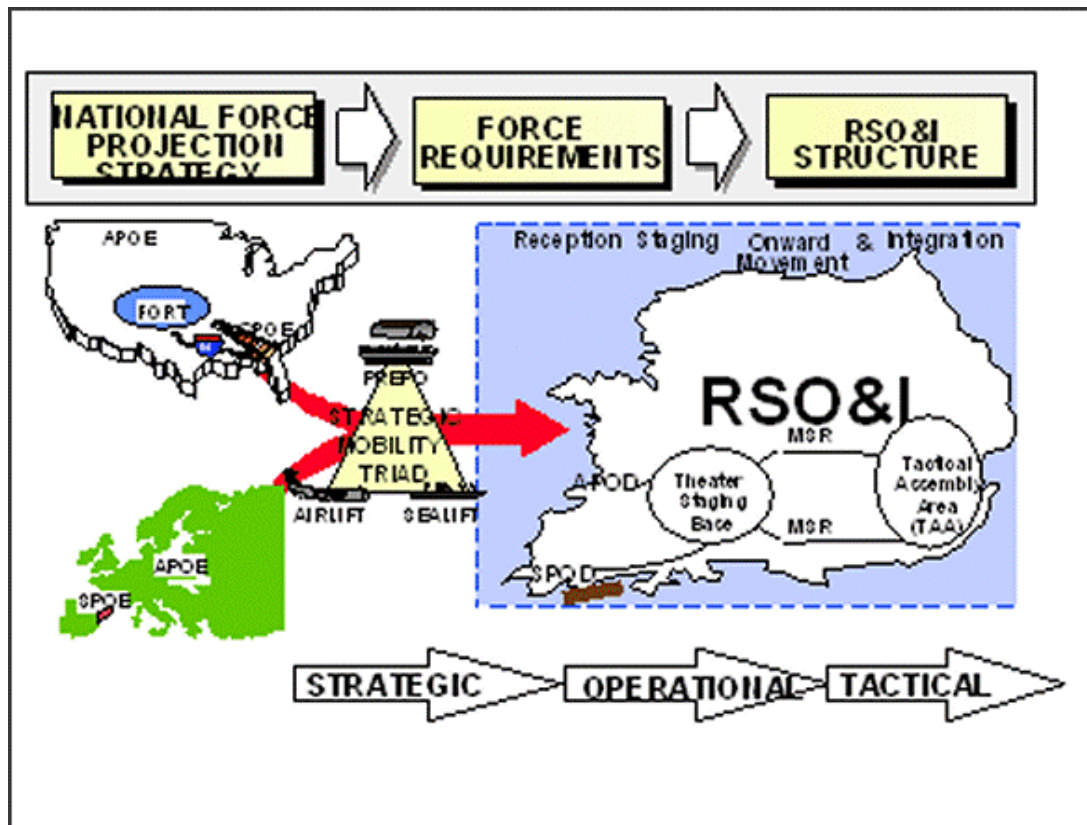 NATIONAL FORCE
PROJECTION
STRATEGY
FORCE
REQUIREMENTS
RSO&I
STRUCTURE
APOE
FORT
SPOE
PREPO
STRATEGIC
MOBILITY
TRIAD
AIRLIFT
SEALIFT
APOE
SPOE
Reception Staging Onward & Integration
Movement
RSO&I
MSR
APOD
Theater
Staging
Base
Tactical
Assembly
Area
(TAA)
MSR
SPOD
STRATEGIC
OPERATIONAL
TACTICAL